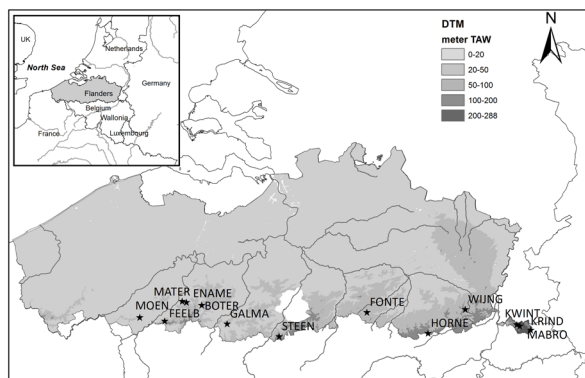 UK
Netherlands
North Sea
Germany
Flanders
Belgium
Wallonia
France
Luxembourg
DTM
meter TAW
0-20
20-50
50-100
100-200
200-288
N
MATER
ENAME
MOEN
BOTER
FEELB
GALMA
STEEN
FONTE
WIJNG
HORNE
KWINT
KRIND
MABRO